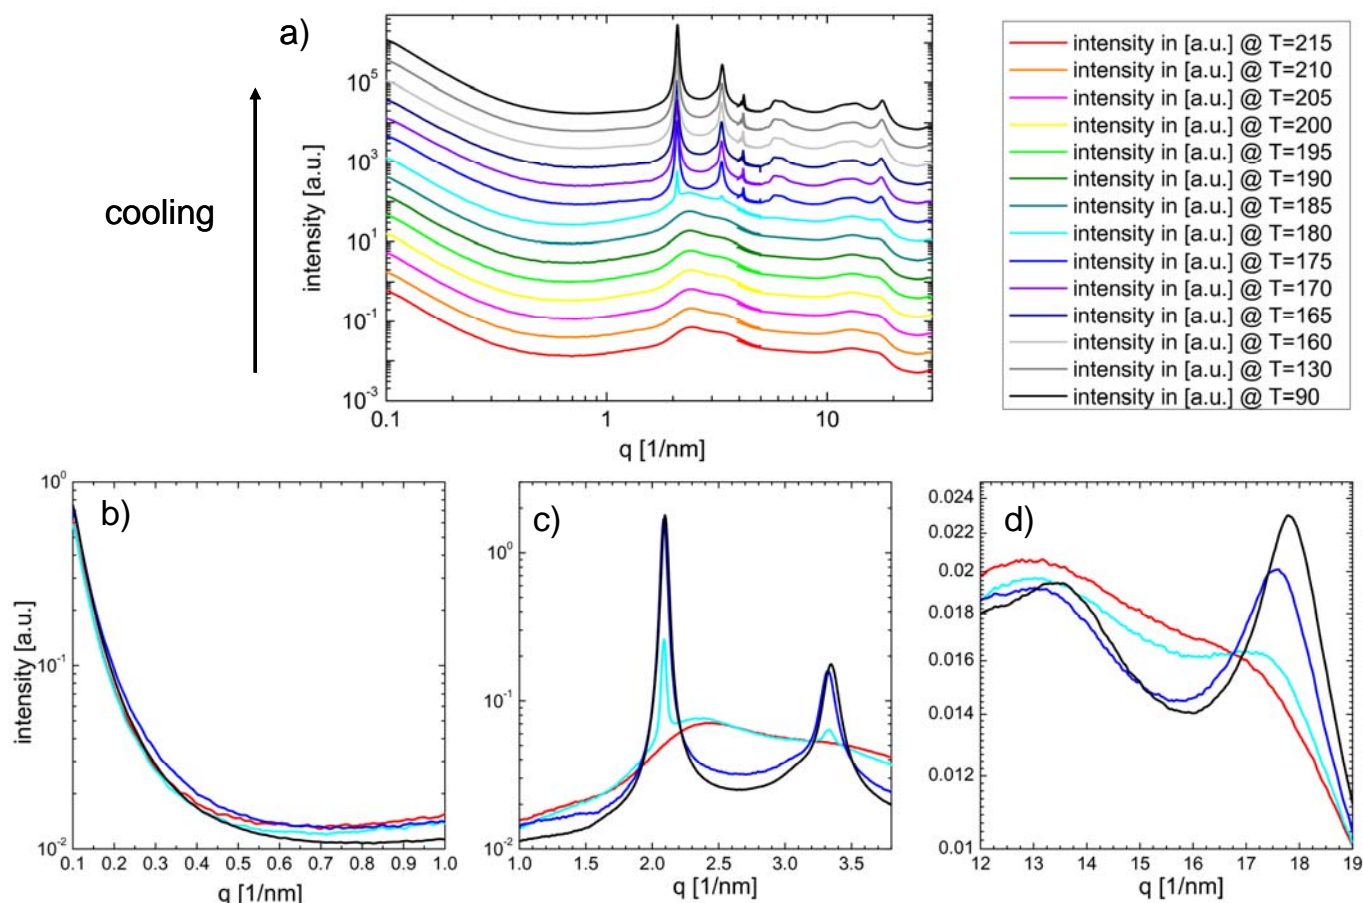 a)
cooling
intensity [a.u.]
10^5
10^3
10^1
10^-1
10^-3
0.1 1 10
q [1/nm]
intensity in [a.u.] @ T=215
intensity in [a.u.] @ T=210
intensity in [a.u.] @ T=205
intensity in [a.u.] @ T=200
intensity in [a.u.] @ T=195
intensity in [a.u.] @ T=190
intensity in [a.u.] @ T=185
intensity in [a.u.] @ T=180
intensity in [a.u.] @ T=175
intensity in [a.u.] @ T=170
intensity in [a.u.] @ T=165
intensity in [a.u.] @ T=160
intensity in [a.u.] @ T=130
intensity in [a.u.] @ T=90
b)
intensity [a.u.]
10^0
10^-1
10^-2
0.1 0.2 0.3 0.4 0.5 0.6 0.7 0.8 0.9 1.0
q [1/nm]
c)
10^0
10^-1
10^-2
1.0 1.5 2.0 2.5 3.0 3.5
q [1/nm]
d)
0.024
0.022
0.02
0.018
0.016
0.014
0.012
0.01
12 13 14 15 16 17 18 19
q [1/nm]